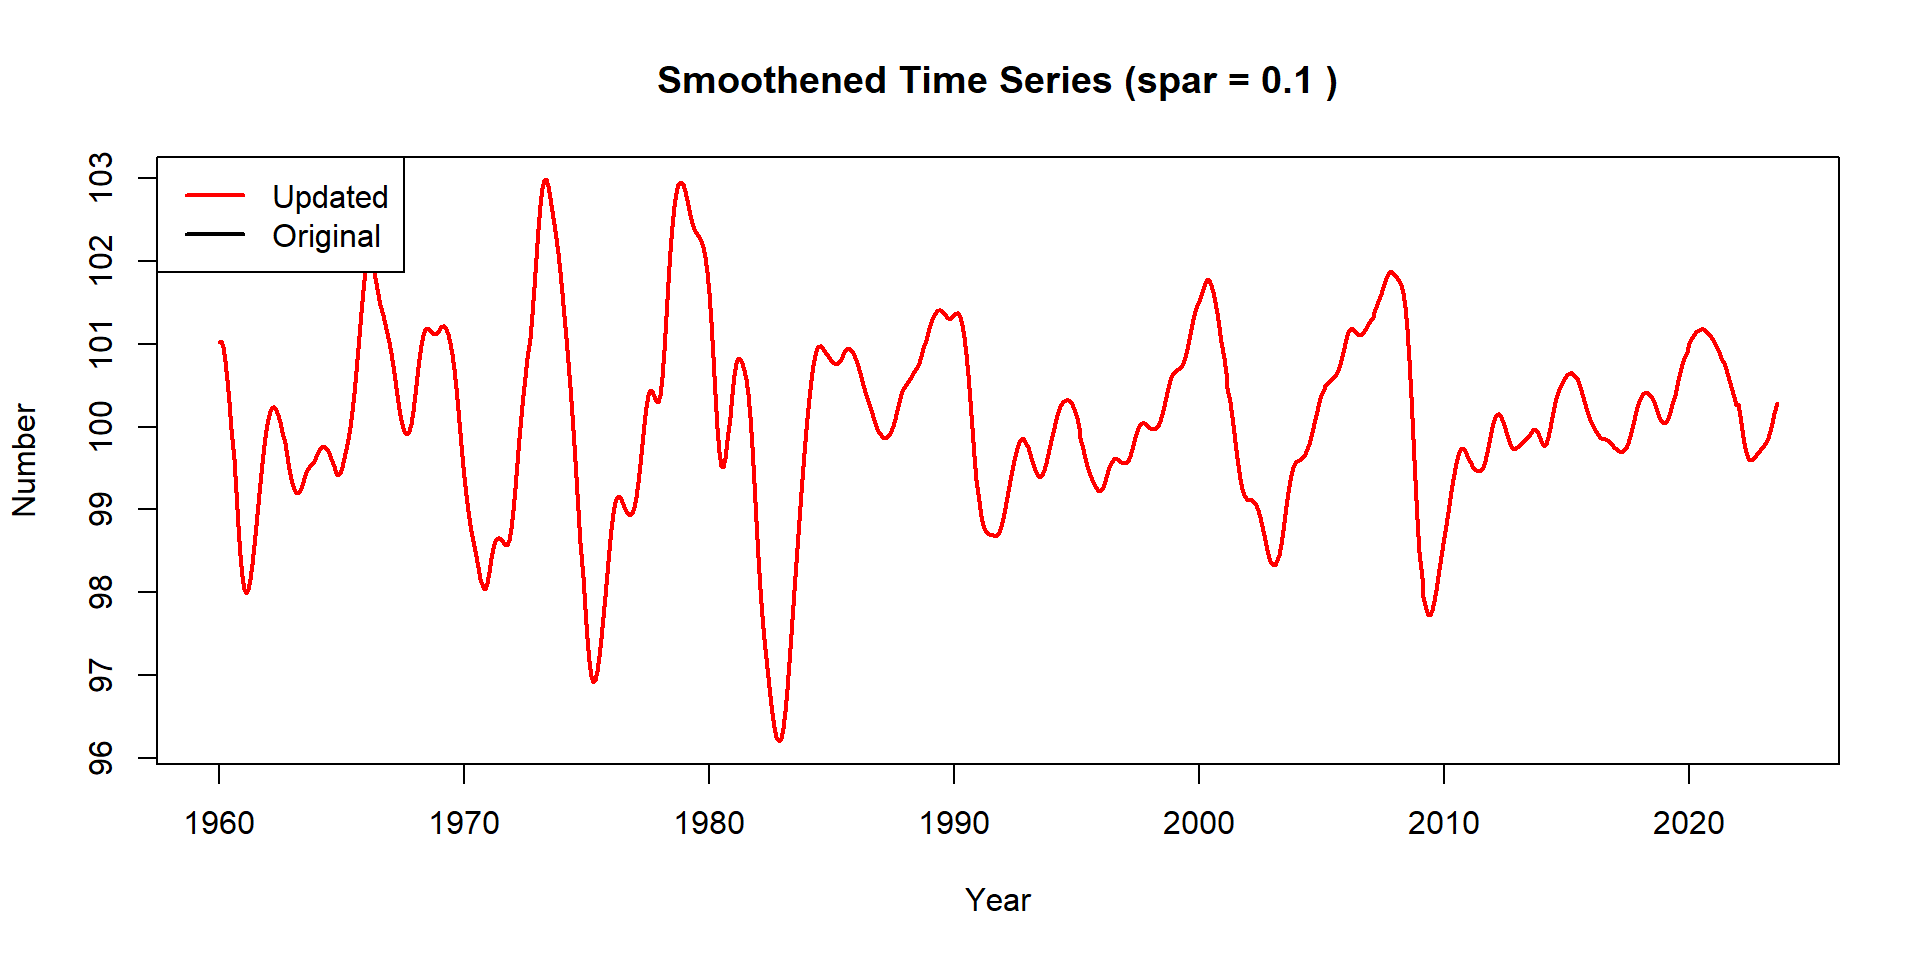 Smoothened Time Series (spar = 0.1 )
Updated
Original
103
102
101
100
99
98
97
96
Number
1960 1970 1980 1990 2000 2010 2020
Year